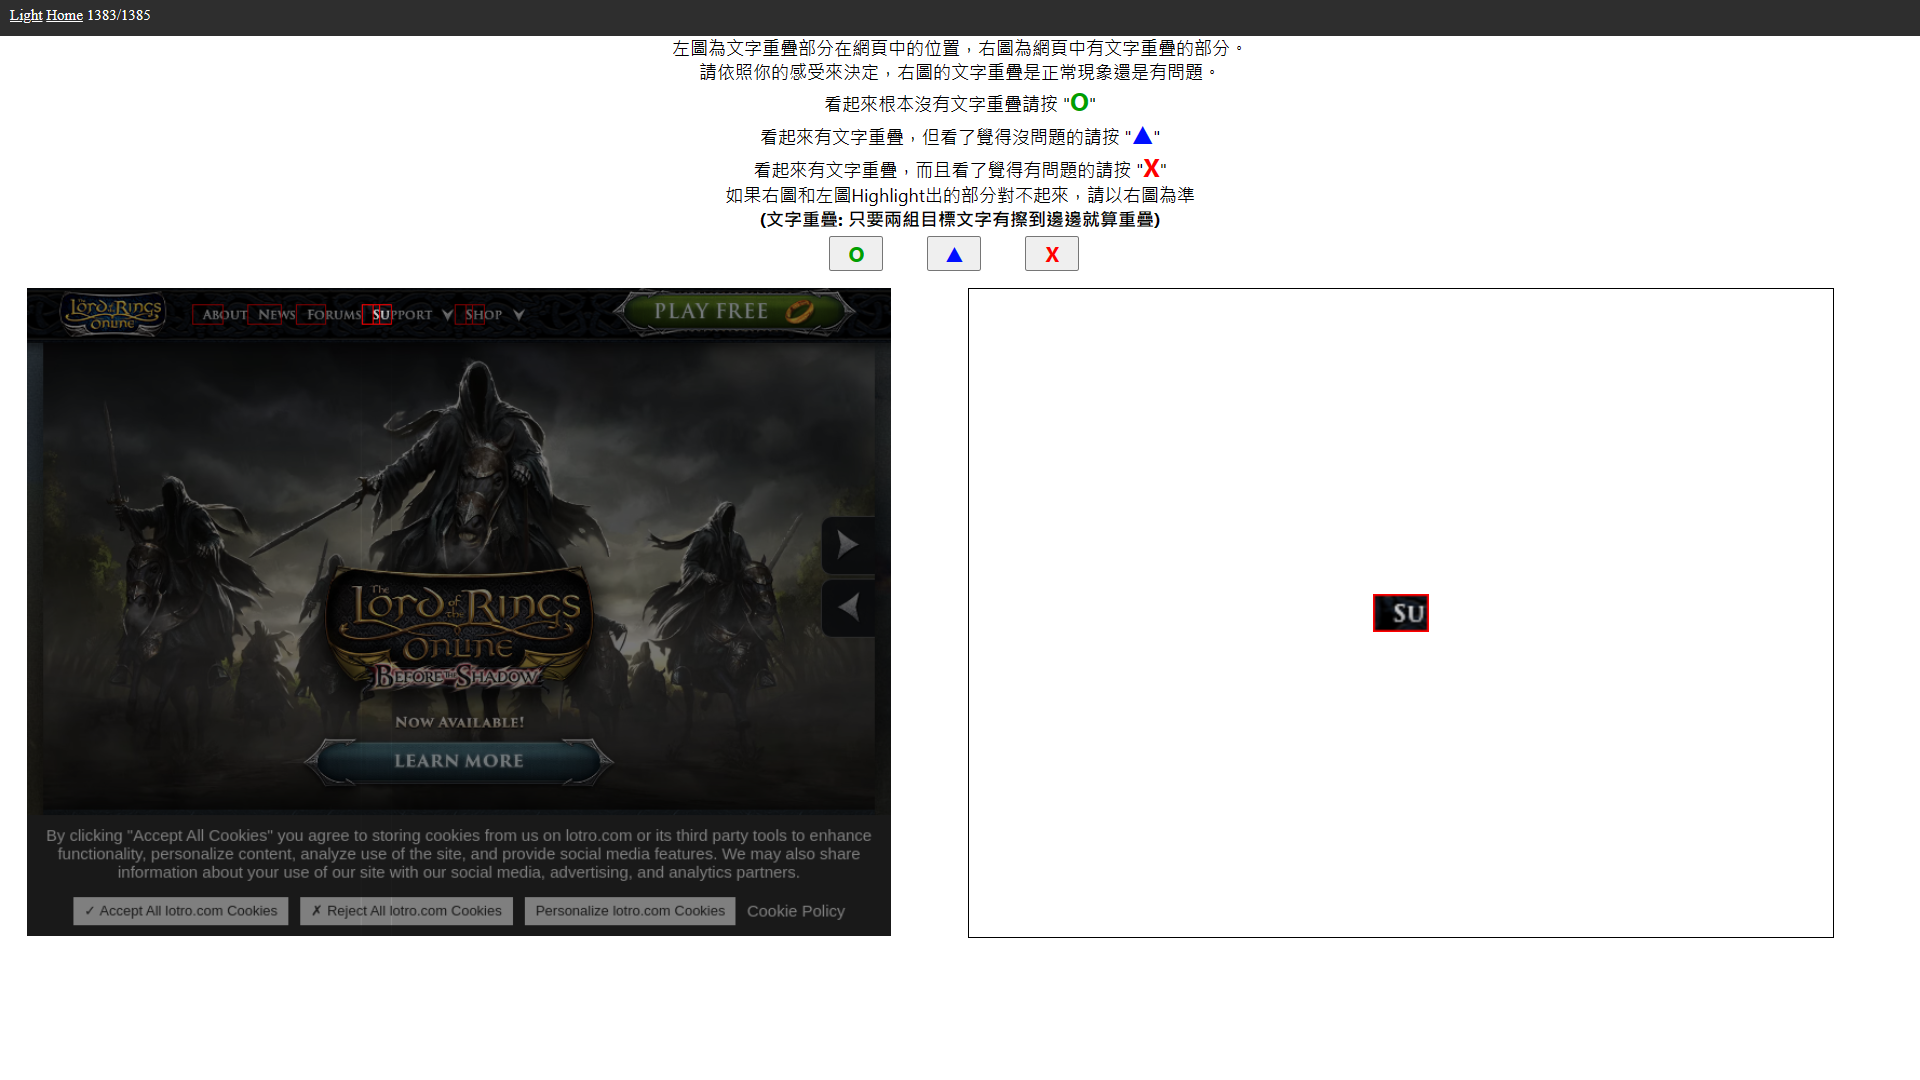 Light Home 1383/1385
左圖為文字重疊部分在網頁中的位置，右圖為網頁中有文字重疊的部分。
請依照你的感受來決定，右圖的文字重疊是正常現象還是有問題。
看起來根本沒有文字重疊請按 "O"
看起來有文字重疊，但看了覺得沒問題的請按 "▲"
看起來有文字重疊，而且看了覺得有問題的請按 "X"
如果右圖和左圖Highlight出的部分對不起來，請以右圖為準
(文字重疊: 只要兩組目標文字有擦到邊邊就算重疊)
O ▲ X
The Lord of the Rings Online
About News Forums Support Shop
PLAY FREE
Su
The Lord of the Rings Online
Before the Shadow
Now Available!
LEARN MORE
By clicking "Accept All Cookies" you agree to storing cookies from us on lotro.com or its third party tools to enhance
functionality, personalize content, analyze use of the site, and provide social media features. We may also share
information about your use of our site with our social media, advertising, and analytics partners.
✓ Accept All lotro.com Cookies ✗ Reject All lotro.com Cookies Personalize lotro.com Cookies Cookie Policy